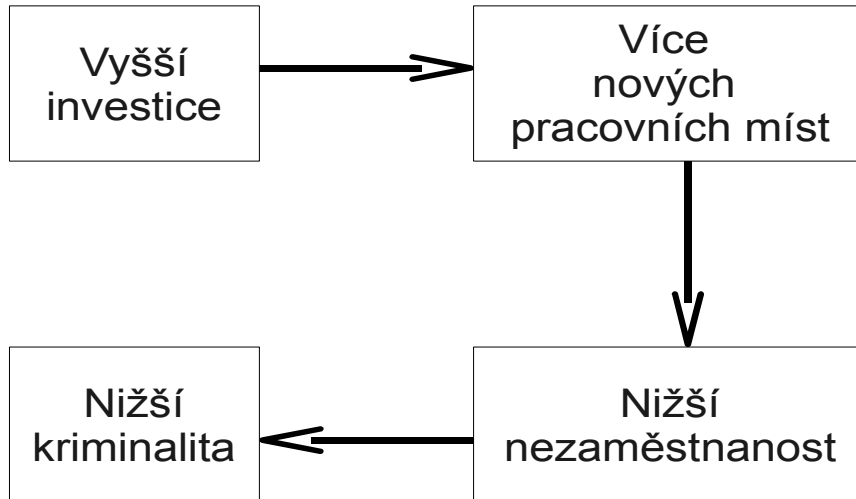 Vyšší
investice
Více
nových
pracovních míst
Nižší
nezaměstnanost
Nižší
kriminalita